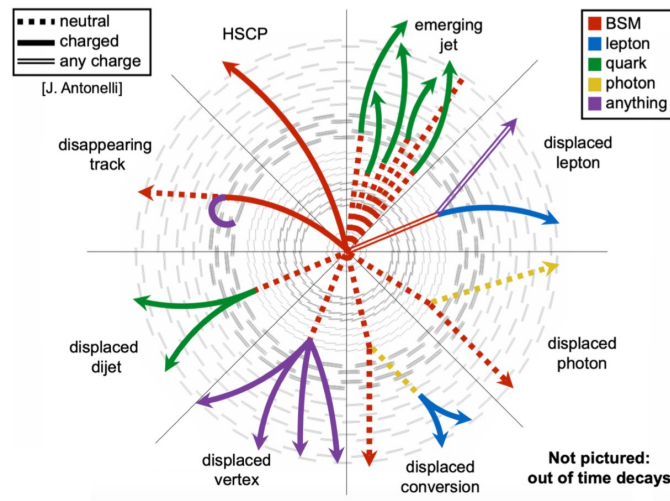 neutral
charged
any charge
[J. Antonelli]
HSCP
emerging
jet
BSM
lepton
quark
photon
anything
disappearing
track
displaced
lepton
displaced
dijet
displaced
photon
displaced
vertex
displaced
conversion
Not pictured:
out of time decays